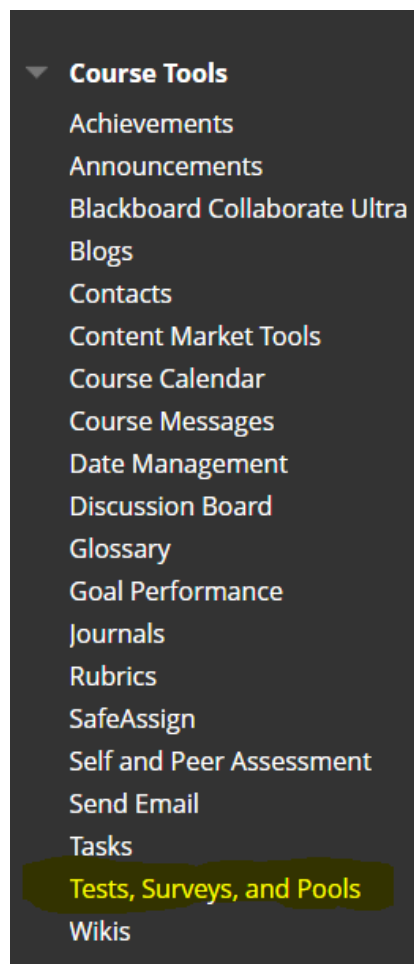 Course Tools
Achievements
Announcements
Blackboard Collaborate Ultra
Blogs
Contacts
Content Market Tools
Course Calendar
Course Messages
Date Management
Discussion Board
Glossary
Goal Performance
Journals
Rubrics
SafeAssign
Self and Peer Assessment
Send Email
Tasks
Tests, Surveys, and Pools
Wikis